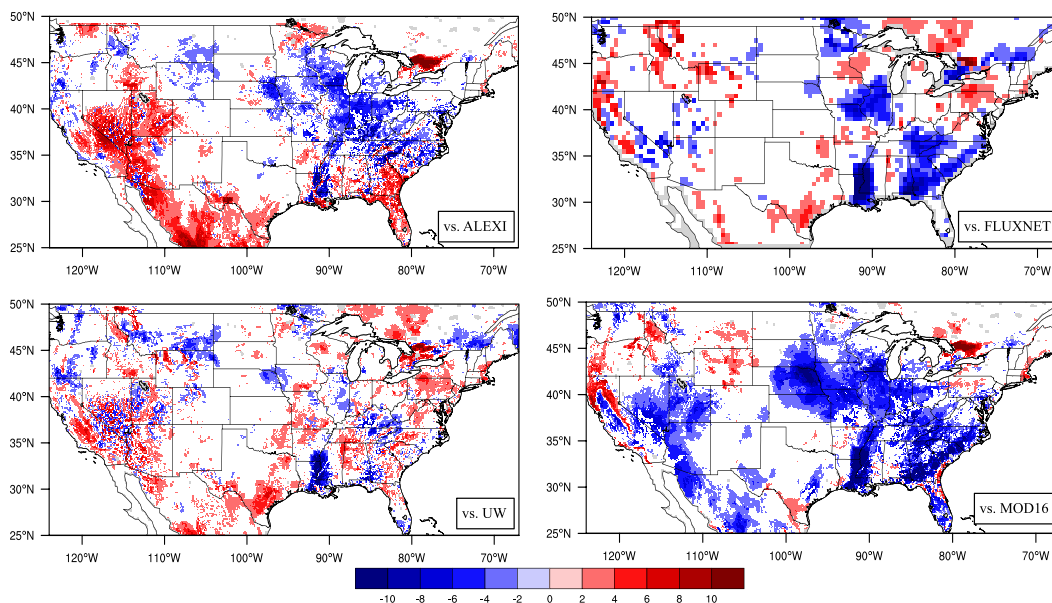 50°N
45°N
40°N
35°N
30°N
25°N
vs. ALEXI
120°W 110°W 100°W 90°W 80°W 70°W
50°N
45°N
40°N
35°N
30°N
25°N
vs. FLUXNET
120°W 110°W 100°W 90°W 80°W 70°W
50°N
45°N
40°N
35°N
30°N
25°N
vs. UW
120°W 110°W 100°W 90°W 80°W 70°W
50°N
45°N
40°N
35°N
30°N
25°N
vs. MOD16
120°W 110°W 100°W 90°W 80°W 70°W
-10 -8 -6 -4 -2 0 2 4 6 8 10